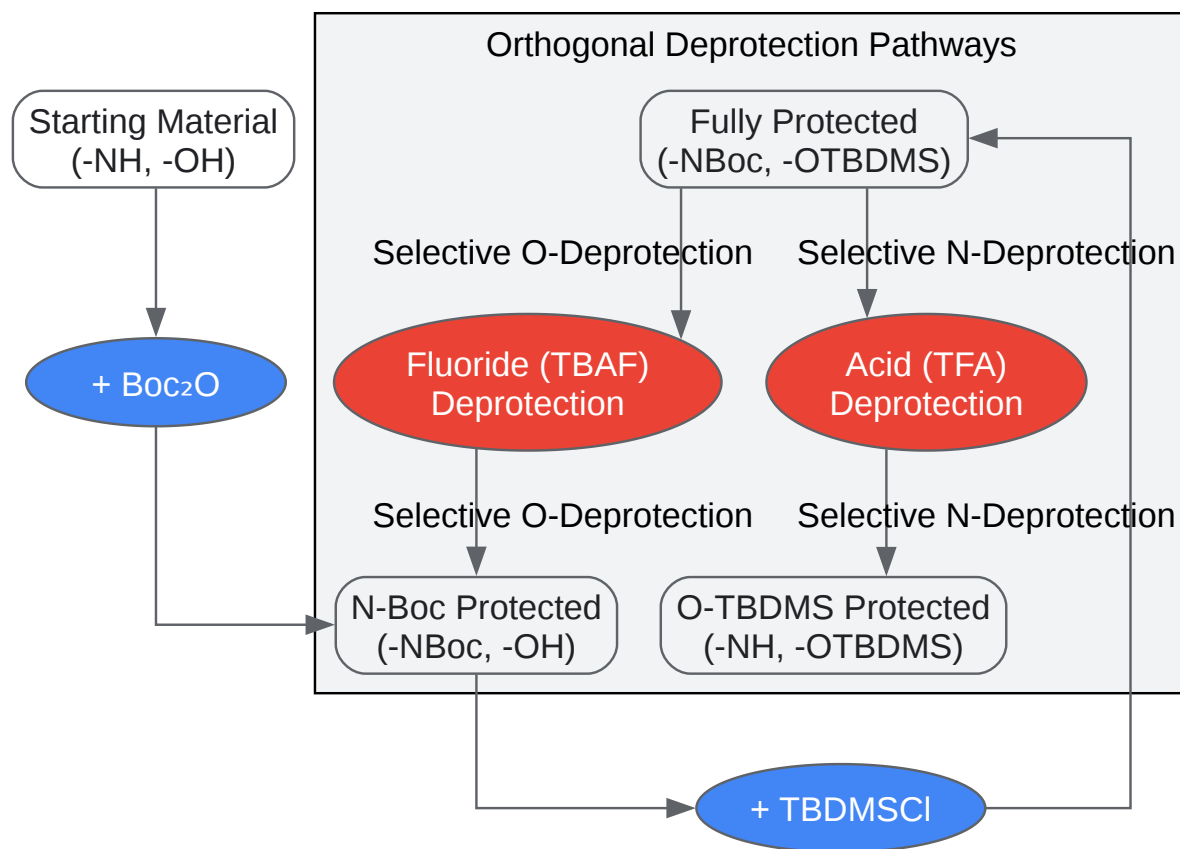 Orthogonal Deprotection Pathways
Starting Material
(-NH, -OH)
Fully Protected
(-NBoc, -OTBDMS)
Selective O-Deprotection
Selective N-Deprotection
+ Boc₂O
Fluoride (TBAF)
Deprotection
Acid (TFA)
Deprotection
Selective O-Deprotection
Selective N-Deprotection
N-Boc Protected
(-NBoc, -OH)
O-TBDMS Protected
(-NH, -OTBDMS)
+ TBDMSCl